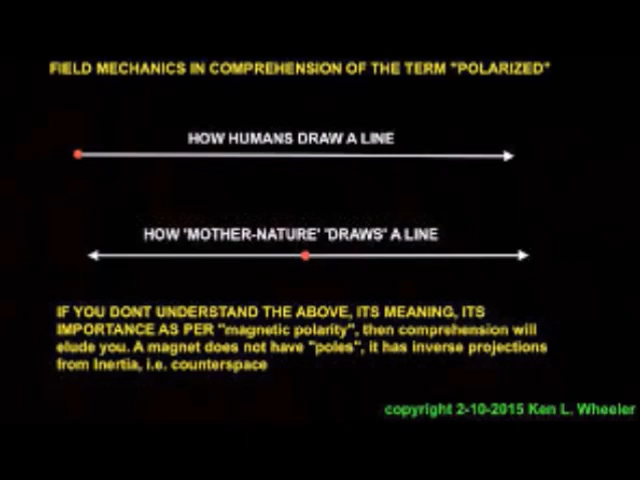 FIELD MECHANICS IN COMPREHENSION OF THE TERM "POLARIZED"
HOW HUMANS DRAW A LINE
HOW 'MOTHER-NATURE' 'DRAWS' A LINE
IF YOU DONT UNDERSTAND THE ABOVE, ITS MEANING, ITS
IMPORTANCE AS PER "magnetic polarity", then comprehension will
elude you. A magnet does not have "poles", it has inverse projections
from Inertia, i.e. counterspace
copyright 2-10-2015 Ken L. Wheeler